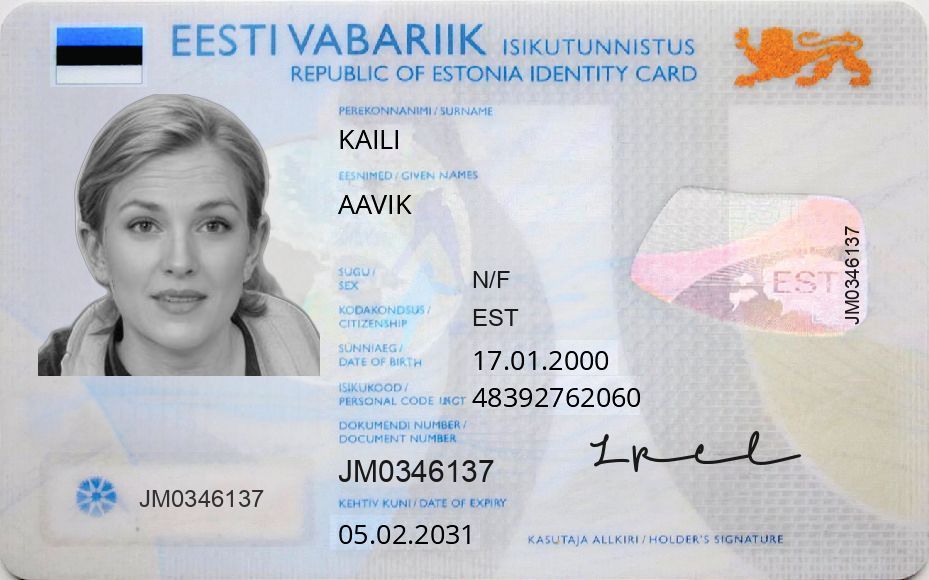 EESTI VABARIIK ISIKUTUNNISTUS
REPUBLIC OF ESTONIA IDENTITY CARD
PEREKONNANIMI / SURNAME
KAILI
EESNIMED / GIVEN NAMES
AAVIK
SUGU /
SEX
N/F
KODAKONDSUS /
CITIZENSHIP
EST
SÜNNIAEG /
DATE OF BIRTH
17.01.2000
ISIKUKOOD /
PERSONAL CODE
48392762060
DOKUMENDI NUMBER /
DOCUMENT NUMBER
JM0346137
KEHTIV KUNI / DATE OF EXPIRY
05.02.2031
JM0346137
EST
JM0346137
KASUTAJA ALLKIRI / HOLDER'S SIGNATURE